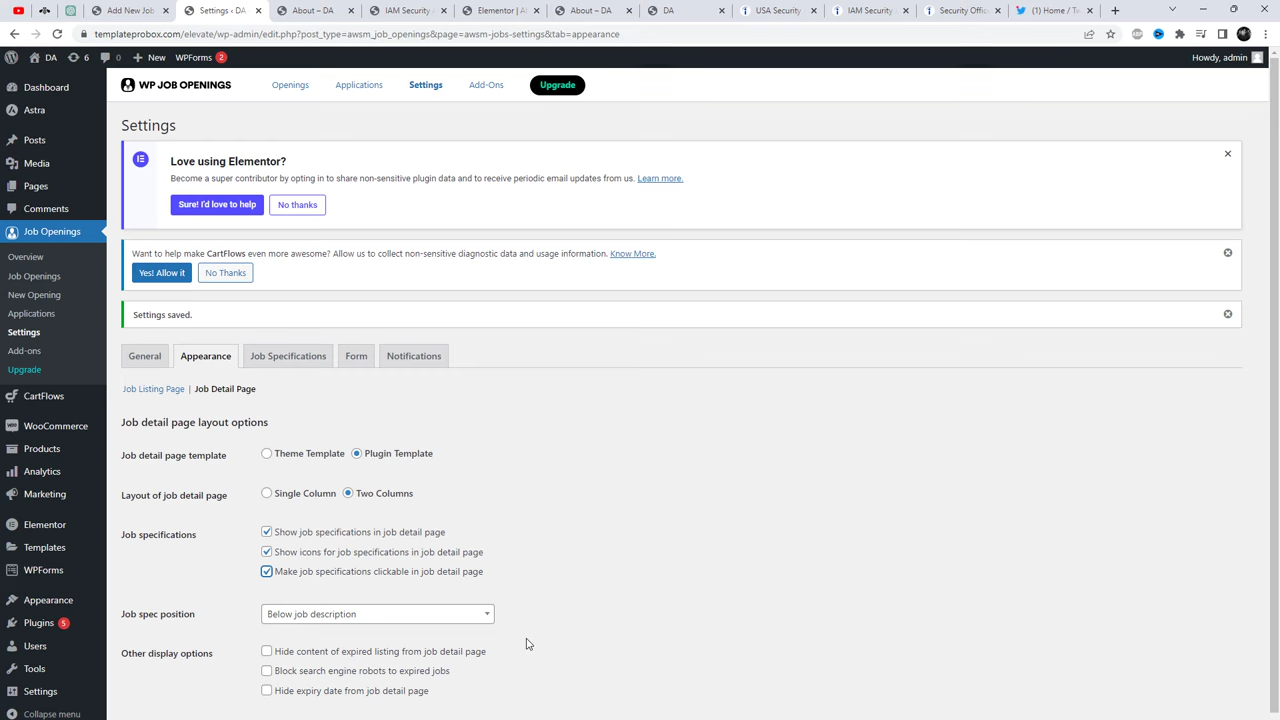 Add New Job
Settings ‹ DA
About – DA
IAM Security
Elementor | A
About – DA
DA
USA Security
IAM Security
Security Offic
(1) Home / Tw
templateprobox.com/elevate/wp-admin/edit.php?post_type=awsm_job_openings&page=awsm-jobs-settings&tab=appearance
DA
6
0
New
WPForms 2
Howdy, admin
Dashboard
Astra
Posts
Media
Pages
Comments
Job Openings
Overview
Job Openings
New Opening
Applications
Settings
Add-ons
Upgrade
CartFlows
WooCommerce
Products
Analytics
Marketing
Elementor
Templates
WPForms
Appearance
Plugins 5
Users
Tools
Settings
Collapse menu
WP JOB OPENINGS
Openings
Applications
Settings
Add-Ons
Upgrade
Settings
Love using Elementor?
Become a super contributor by opting in to share non-sensitive plugin data and to receive periodic email updates from us. Learn more.
Sure! I'd love to help
No thanks
Want to help make CartFlows even more awesome? Allow us to collect non-sensitive diagnostic data and usage information. Know More.
Yes! Allow it
No Thanks
Settings saved.
General
Appearance
Job Specifications
Form
Notifications
Job Listing Page | Job Detail Page
Job detail page layout options
Job detail page template
Theme Template
Plugin Template
Layout of job detail page
Single Column
Two Columns
Job specifications
Show job specifications in job detail page
Show icons for job specifications in job detail page
Make job specifications clickable in job detail page
Job spec position
Below job description
Other display options
Hide content of expired listing from job detail page
Block search engine robots to expired jobs
Hide expiry date from job detail page